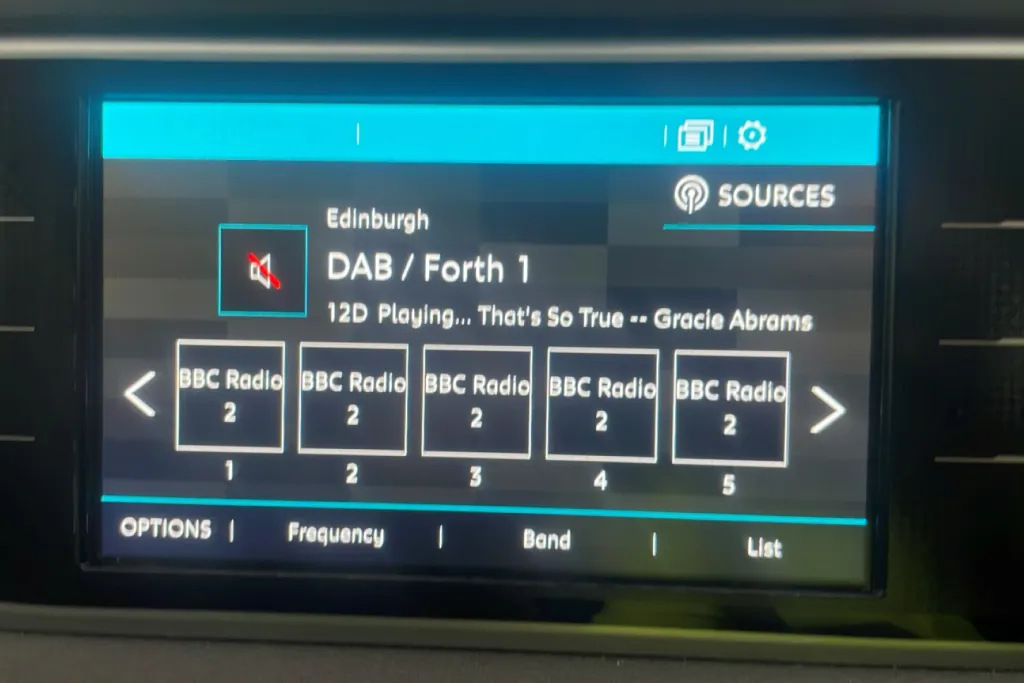 SOURCES
Edinburgh
DAB / Forth 1
12D Playing... That's So True -- Gracie Abrams
BBC Radio 2
BBC Radio 2
BBC Radio 2
BBC Radio 2
BBC Radio 2
1 2 3 4 5
OPTIONS | Frequency | Band | List